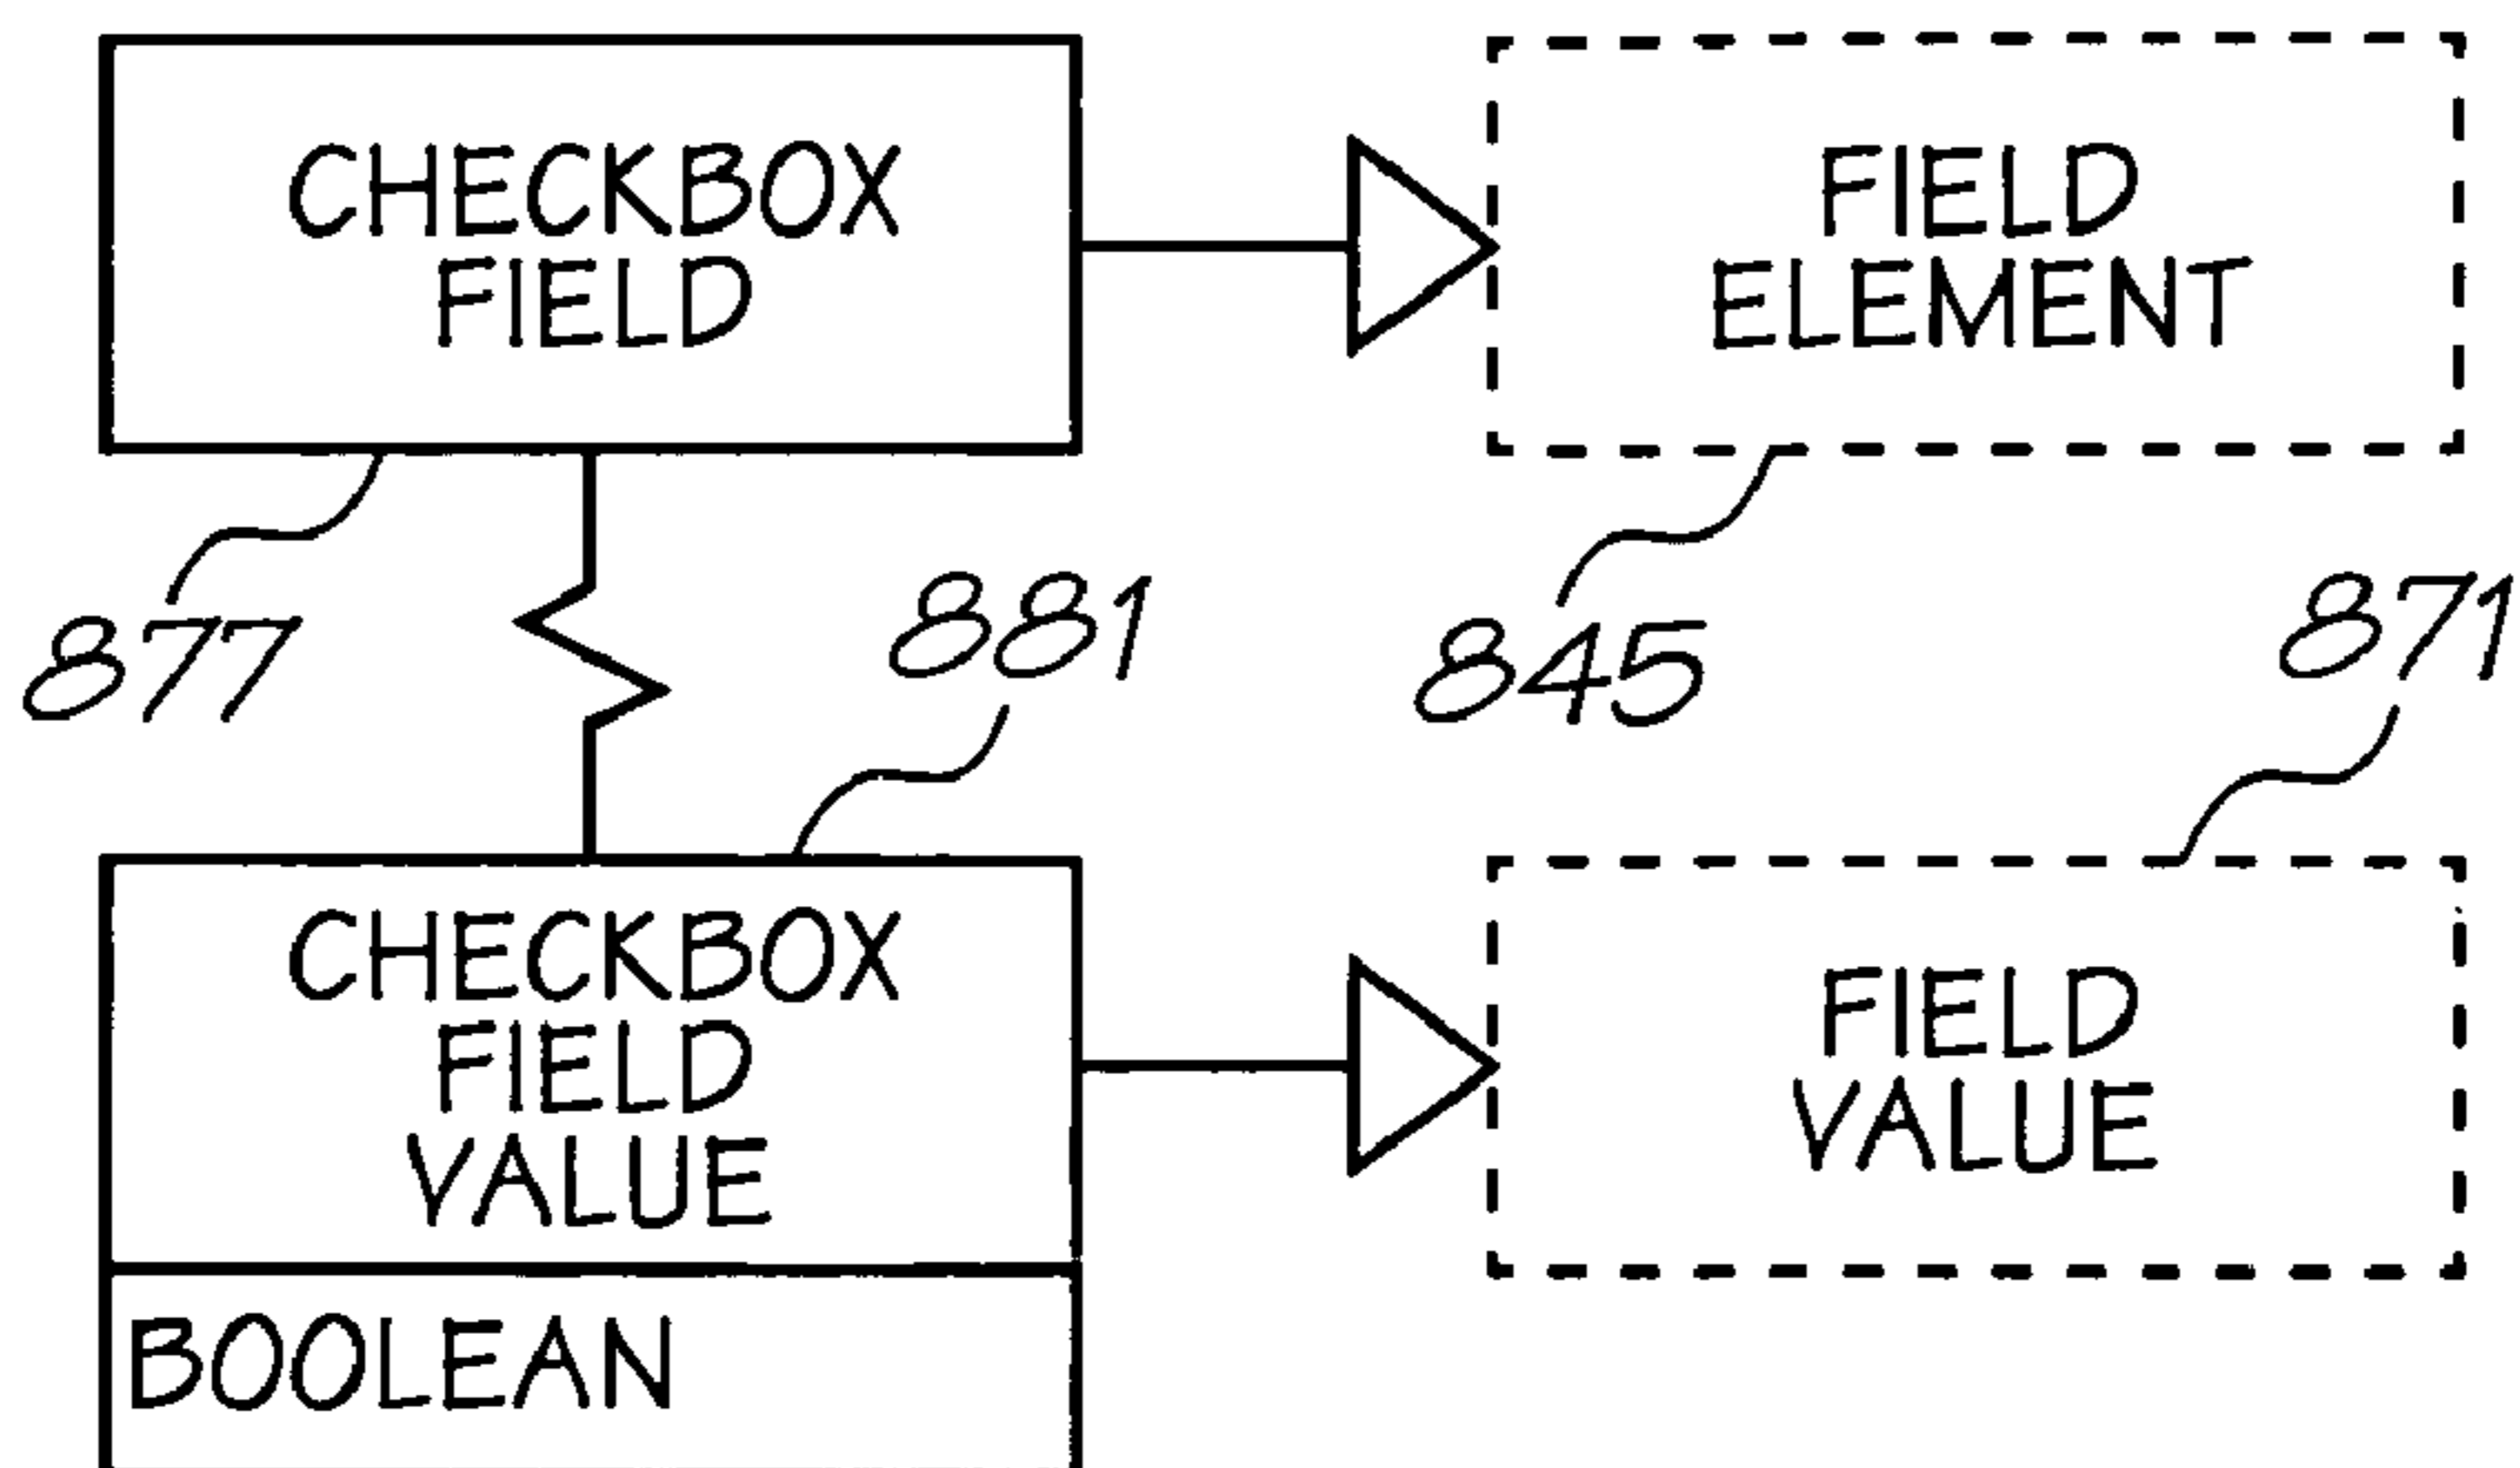 CHECKBOX
FIELD
FIELD
ELEMENT
877
881
845
871
CHECKBOX
FIELD
VALUE
FIELD
VALUE
BOOLEAN